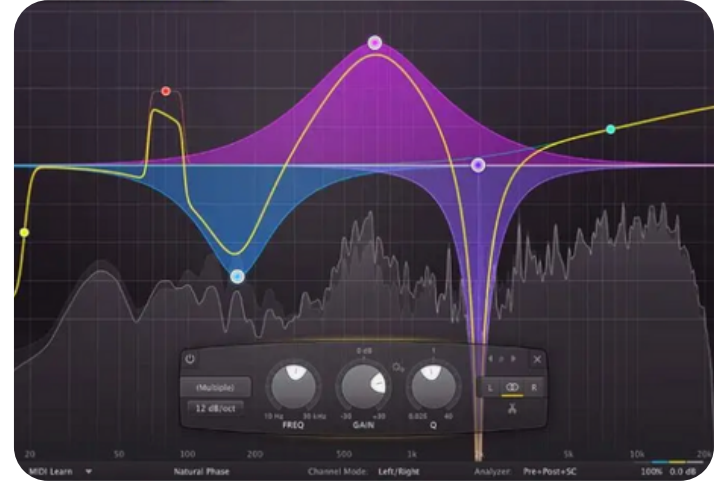 0 dB
(Multiple)
12 dB/oct
L
R
10 Hz 30 kHz
-30 +30
0.025 40
FREQ
GAIN
Q
20 50 100 200 500 1k 5k 10k 20k
MIDI Learn Natural Phase Channel Mode: Left/Right Analyzer: Pre+Post+SC 100% 0.0 dB